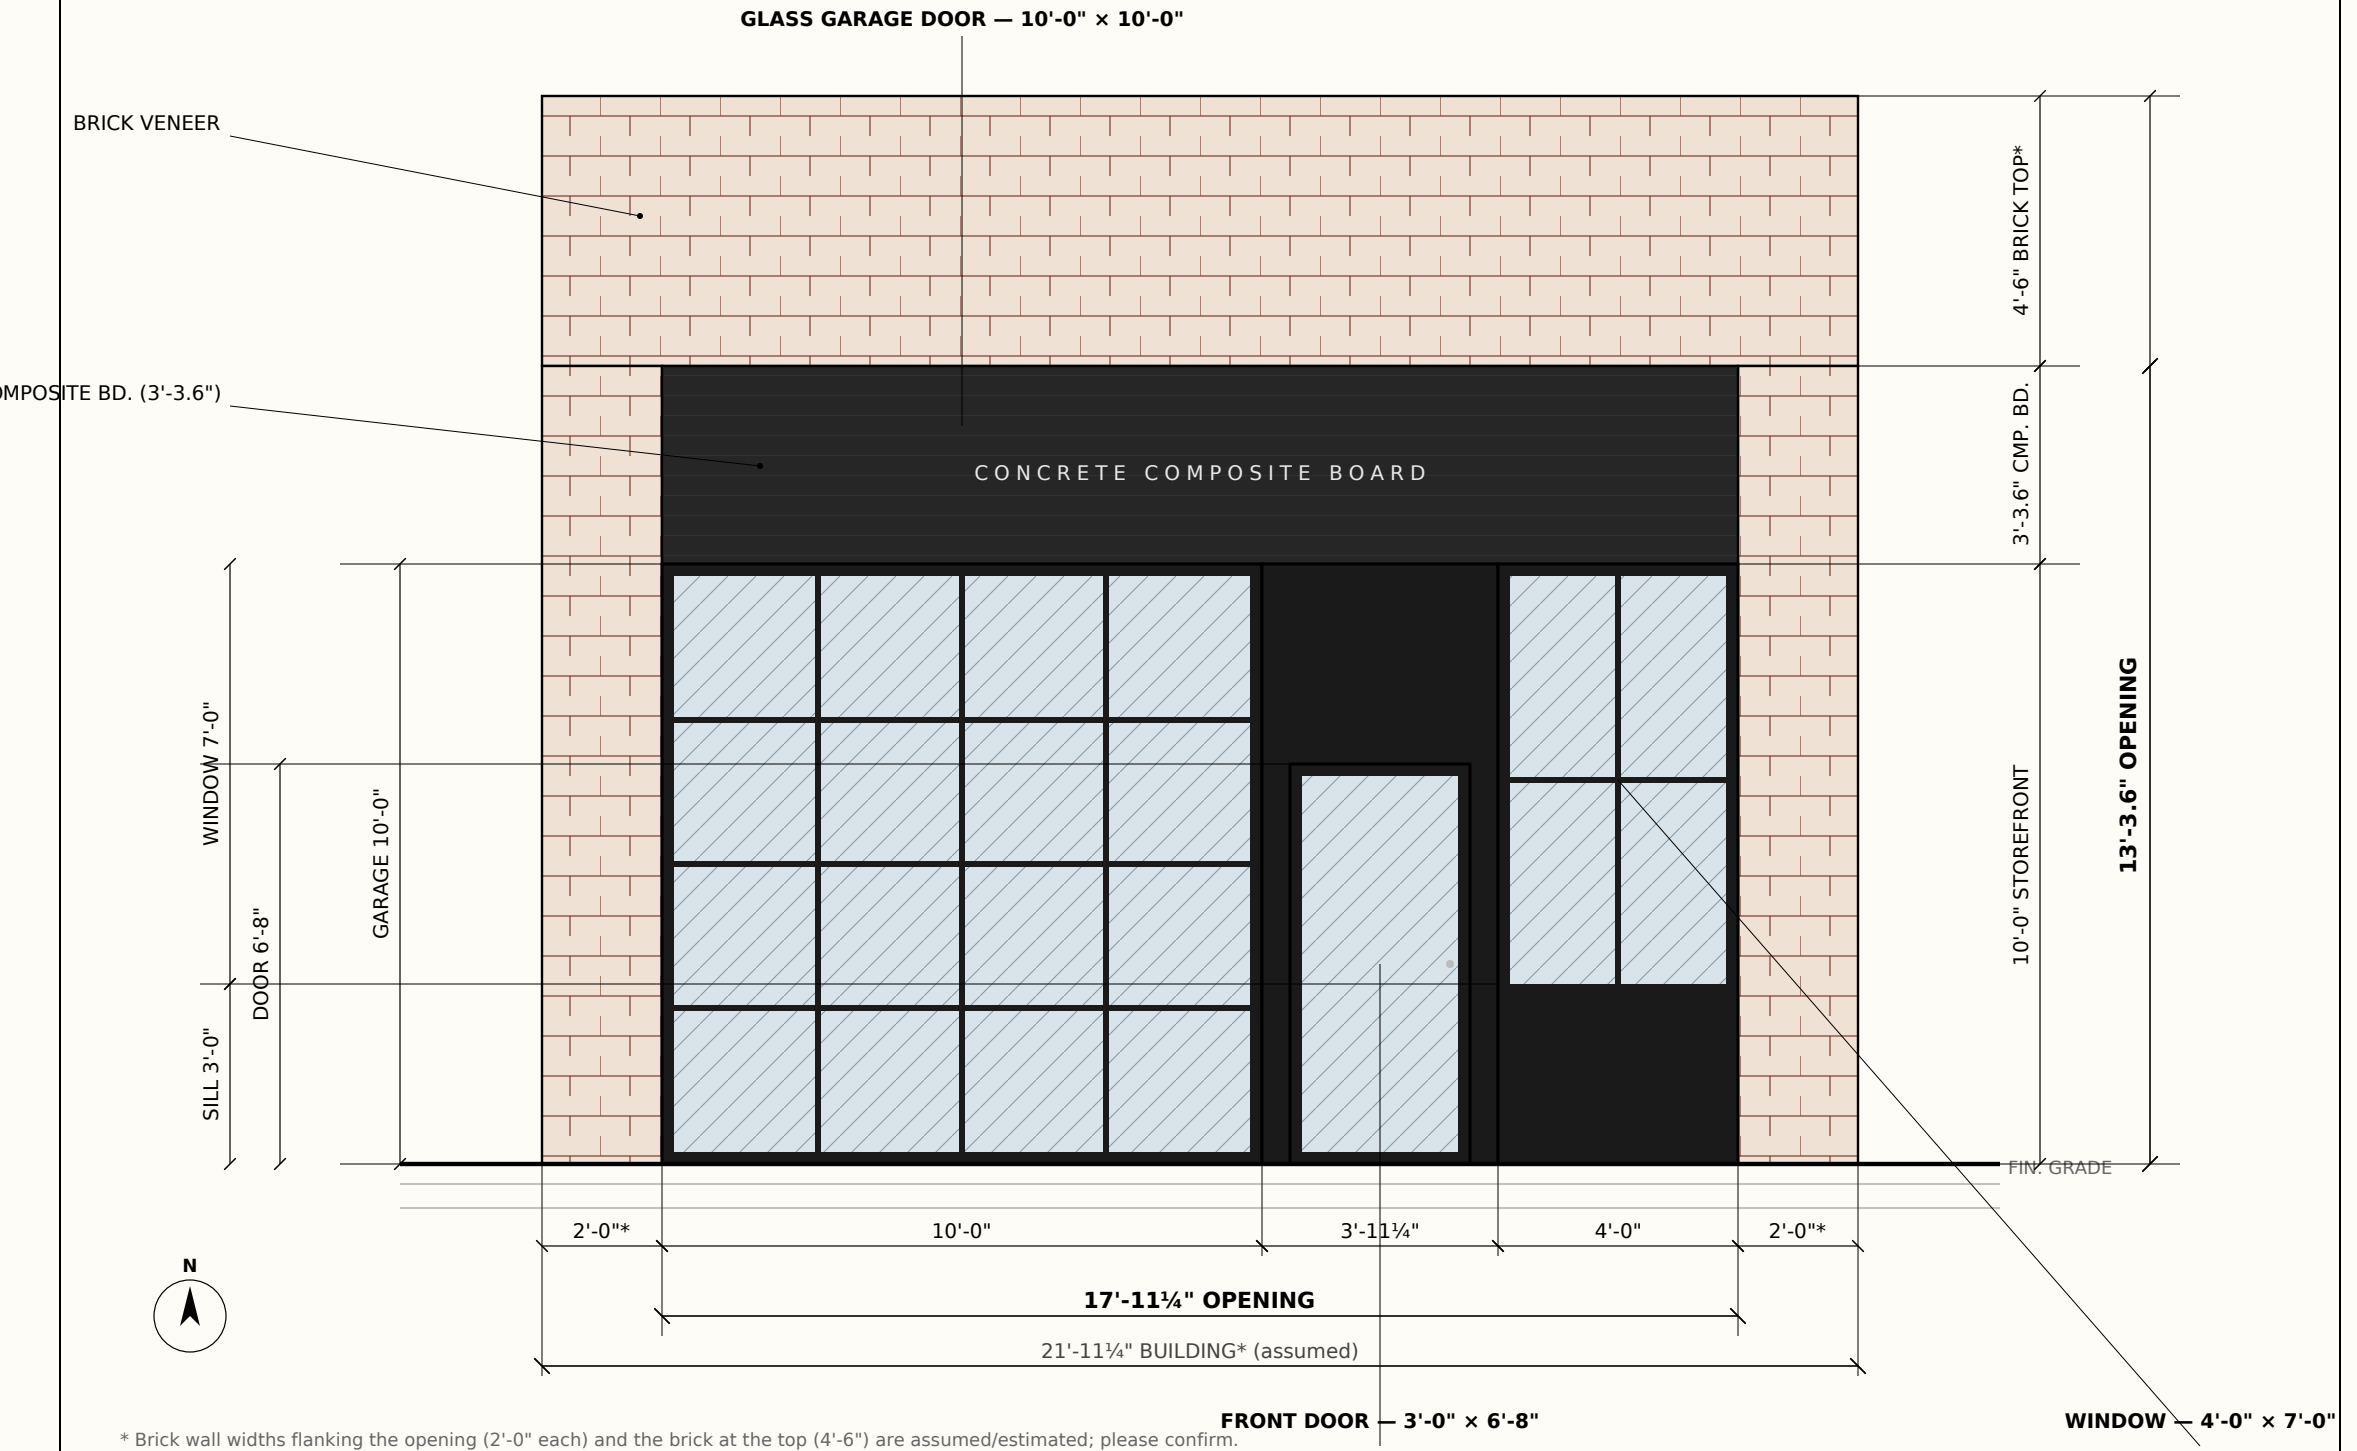 GLASS GARAGE DOOR — 10'-0" × 10'-0"
BRICK VENEER
4'-6" BRICK TOP*
COMPOSITE BD. (3'-3.6")
3'-3.6" CMP. BD.
CONCRETE COMPOSITE BOARD
WINDOW 7'-0"
GARAGE 10'-0"
DOOR 6'-8"
SILL 3'-0"
10'-0" STOREFRONT
13'-3.6" OPENING
FIN. GRADE
2'-0"*
10'-0"
3'-11¼"
4'-0"
2'-0"*
N
17'-11¼" OPENING
21'-11¼" BUILDING* (assumed)
FRONT DOOR — 3'-0" × 6'-8"
WINDOW — 4'-0" × 7'-0"
* Brick wall widths flanking the opening (2'-0" each) and the brick at the top (4'-6") are assumed/estimated; please confirm.